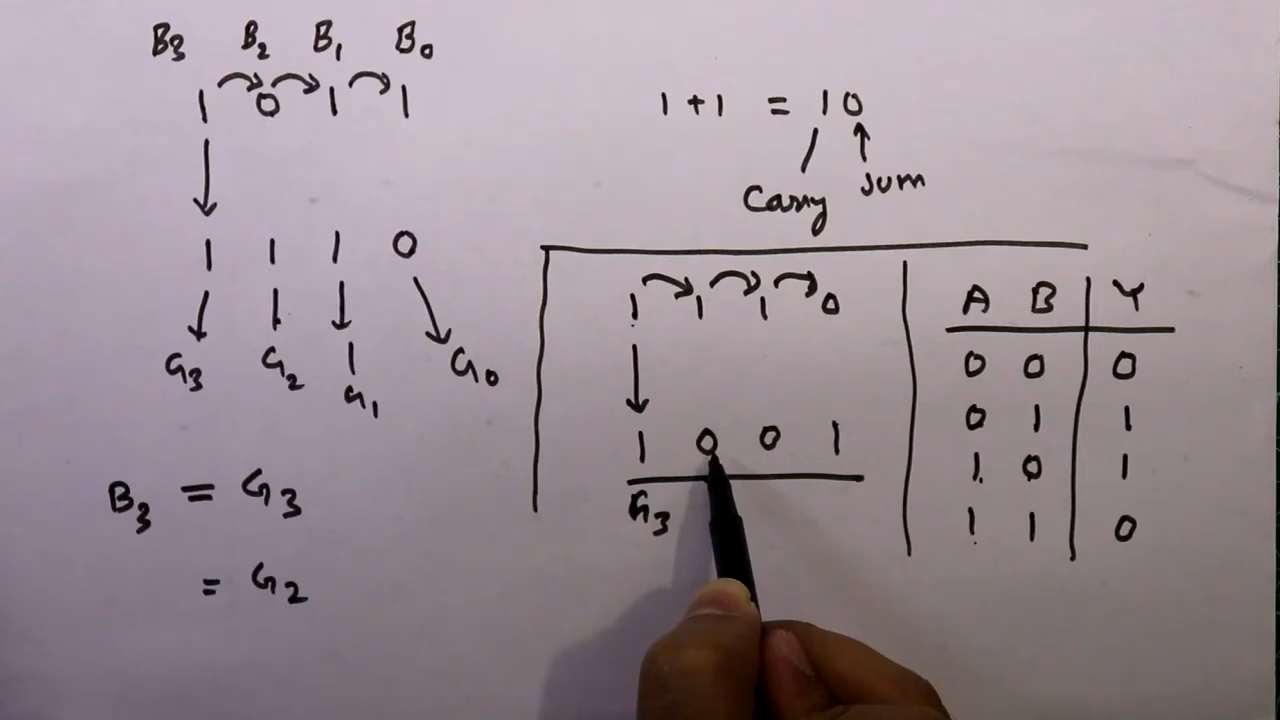 B3 B2 B1 B0
1 0 1 1
1 1 1 0
G3 G2 G1 G0
B3 = G3
= G2
1 + 1 = 10
Carry sum
1 1 1 0
1 0 0 1
G3
A B Y
0 0 0
0 1 1
1 0 1
1 1 0